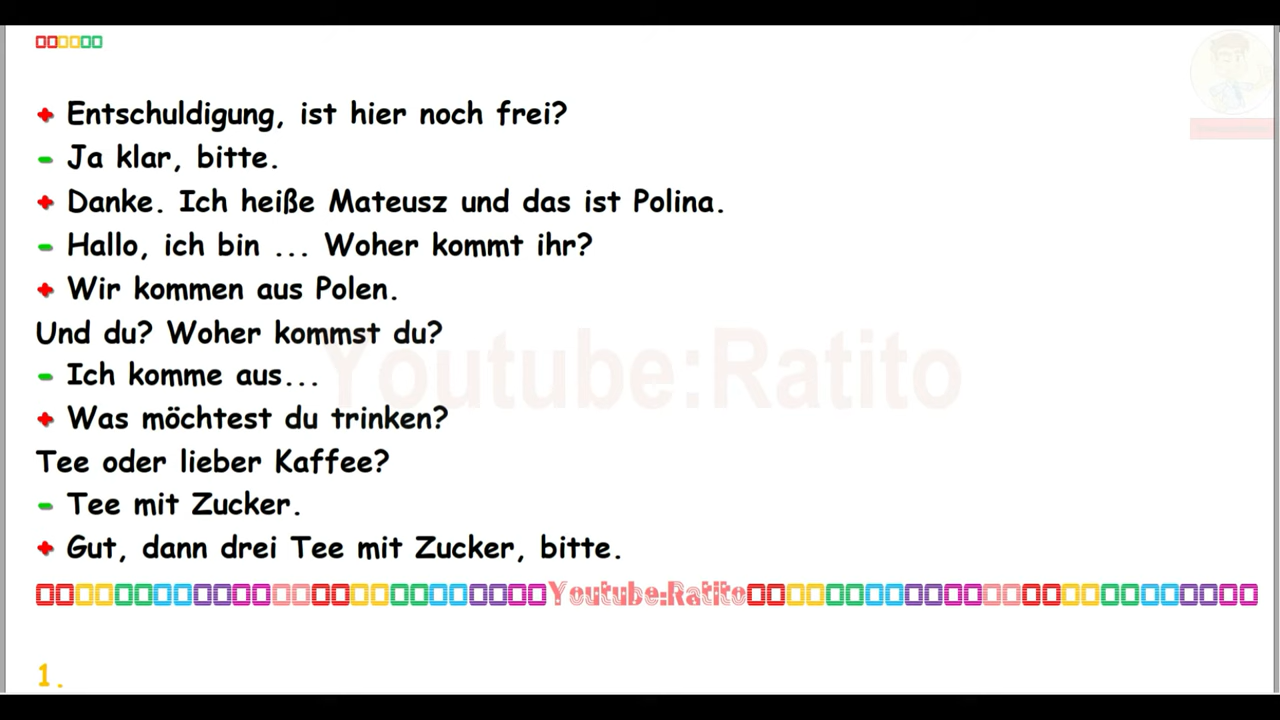 + Entschuldigung, ist hier noch frei?
- Ja klar, bitte.
+ Danke. Ich heiße Mateusz und das ist Polina.
- Hallo, ich bin ... Woher kommt ihr?
+ Wir kommen aus Polen.
Und du? Woher kommst du?
- Ich komme aus...
+ Was möchtest du trinken?
Tee oder lieber Kaffee?
- Tee mit Zucker.
+ Gut, dann drei Tee mit Zucker, bitte.
Youtube:Ratito
Youtube:Ratito
1.